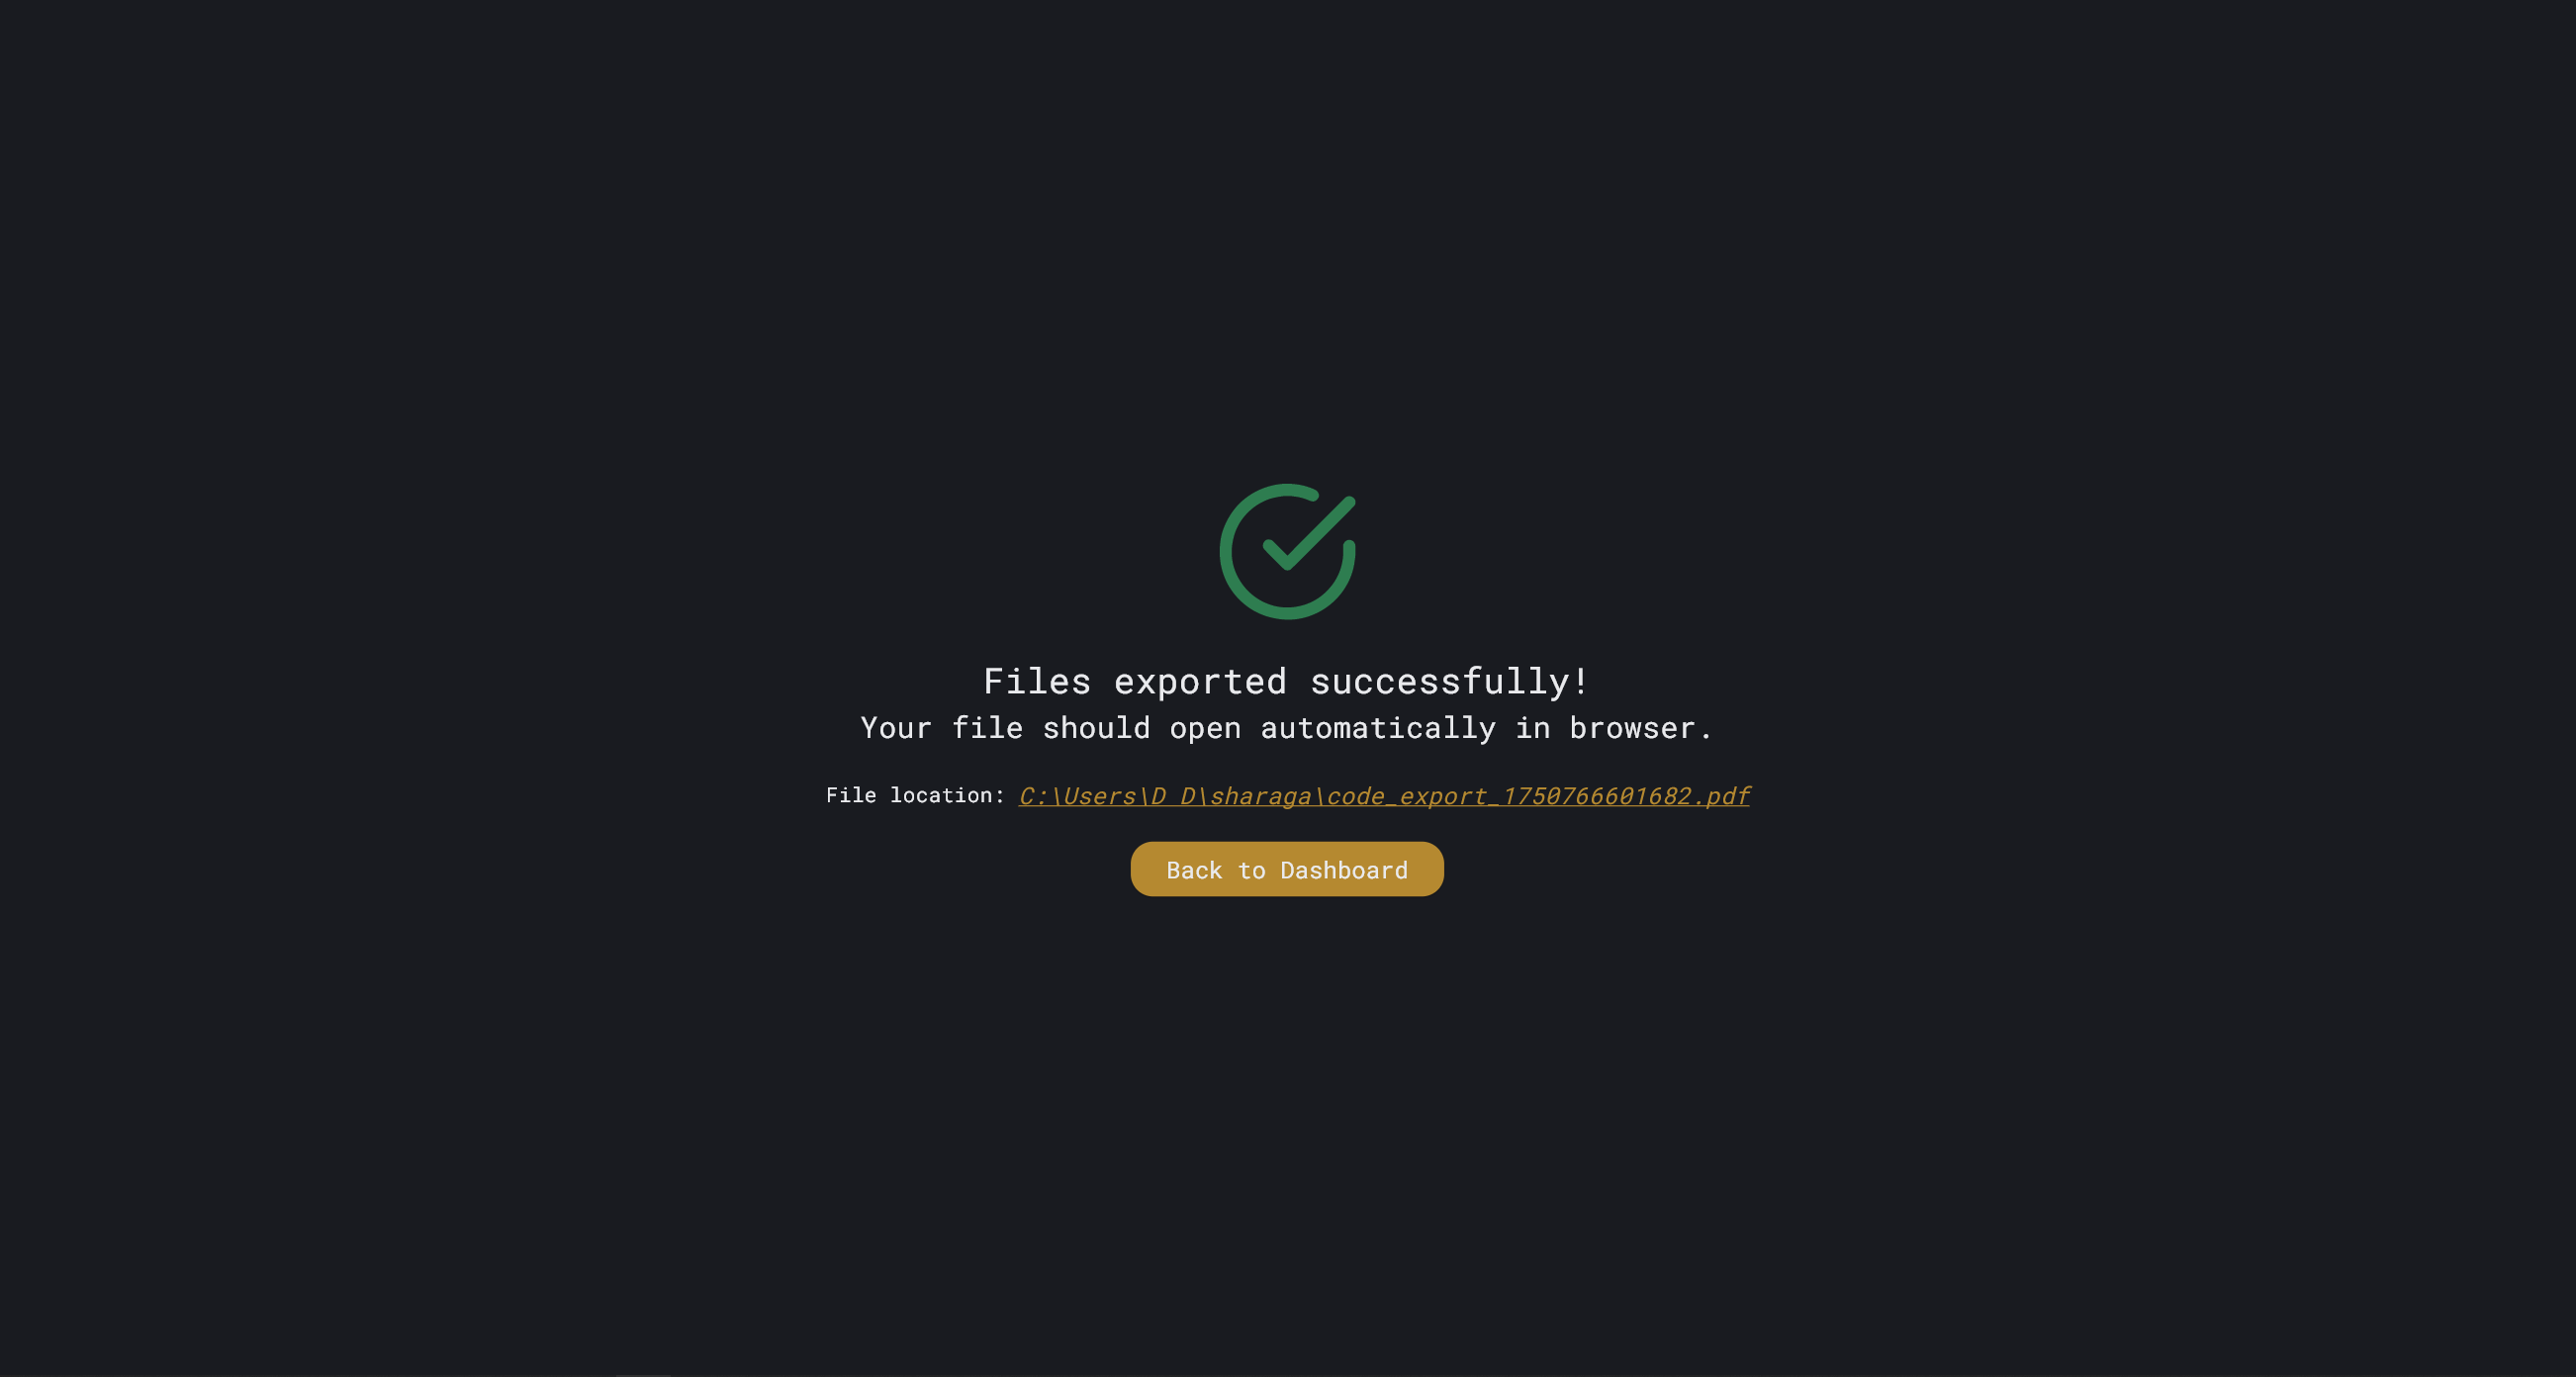 Files exported successfully!
Your file should open automatically in browser.
File location: C:\Users\D D\sharaga\code_export_1750766601682.pdf
Back to Dashboard